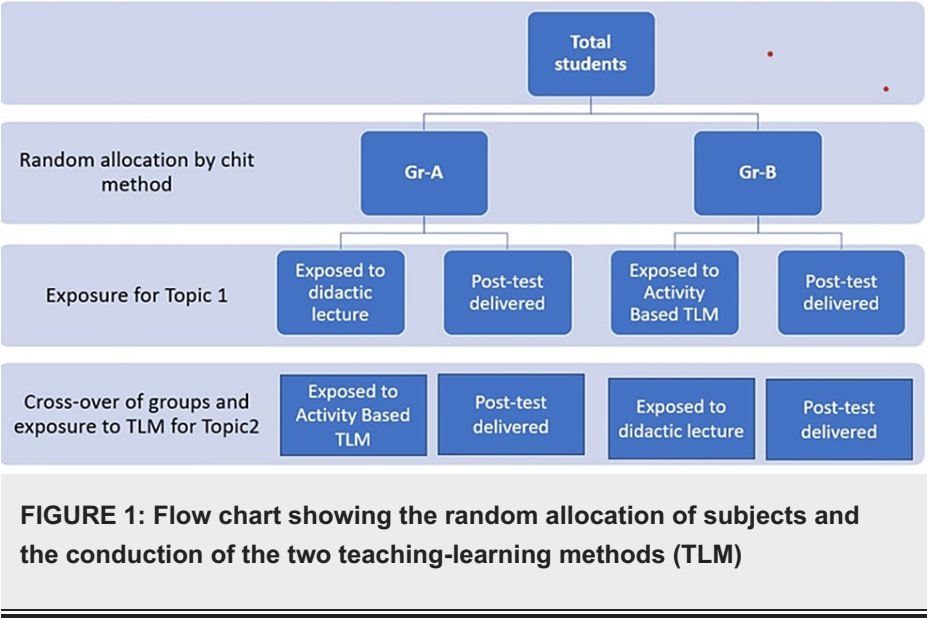 Total
students
Random allocation by chit
method
Gr-A
Gr-B
Exposure for Topic 1
Exposed to
didactic
lecture
Post-test
delivered
Exposed to
Activity
Based TLM
Post-test
delivered
Cross-over of groups and
exposure to TLM for Topic2
Exposed to
Activity Based
TLM
Post-test
delivered
Exposed to
didactic lecture
Post-test
delivered
FIGURE 1: Flow chart showing the random allocation of subjects and
the conduction of the two teaching-learning methods (TLM)